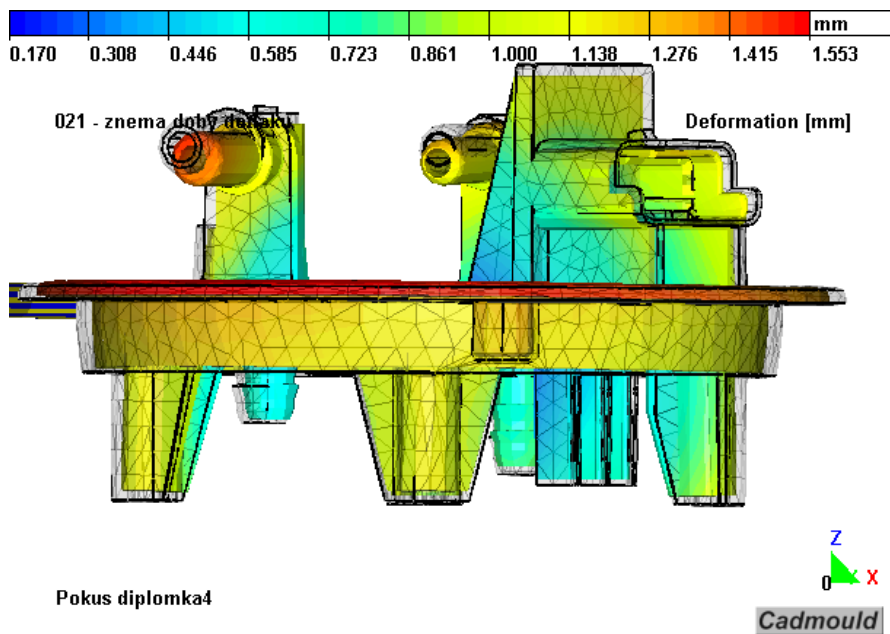 mm
0.170 0.308 0.446 0.585 0.723 0.861 1.000 1.138 1.276 1.415 1.553
021 - znema doby dotlaku Deformation [mm]
Z
0 Y X
Pokus diplomka4
Cadmould